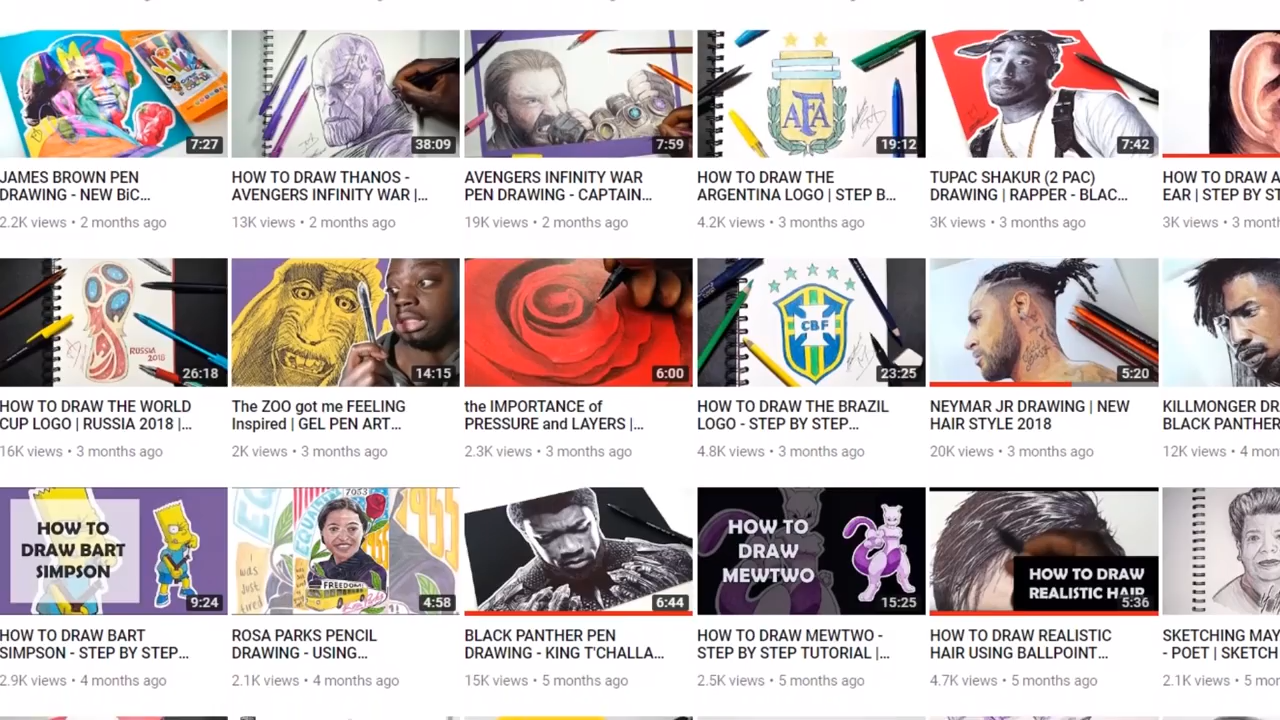 7:27
38:09
7:59
AFA
19:12
7:42
JAMES BROWN PEN
DRAWING - NEW BiC...
2.2K views • 2 months ago
HOW TO DRAW THANOS -
AVENGERS INFINITY WAR |...
13K views • 2 months ago
AVENGERS INFINITY WAR
PEN DRAWING - CAPTAIN...
19K views • 2 months ago
HOW TO DRAW THE
ARGENTINA LOGO | STEP B...
4.2K views • 3 months ago
TUPAC SHAKUR (2 PAC)
DRAWING | RAPPER - BLAC...
3K views • 3 months ago
HOW TO DRAW A
EAR | STEP BY ST
3K views • 3 mont
RUSSIA
2018
26:18
14:15
6:00
CBF
23:25
5:20
HOW TO DRAW THE WORLD
CUP LOGO | RUSSIA 2018 |...
16K views • 3 months ago
The ZOO got me FEELING
Inspired | GEL PEN ART...
2K views • 3 months ago
the IMPORTANCE of
PRESSURE and LAYERS |...
2.3K views • 3 months ago
HOW TO DRAW THE BRAZIL
LOGO - STEP BY STEP...
4.8K views • 3 months ago
NEYMAR JR DRAWING | NEW
HAIR STYLE 2018
20K views • 3 months ago
KILLMONGER DR
BLACK PANTHER
12K views • 4 mon
HOW TO
DRAW BART
SIMPSON
9:24
1955
was
just
tired
FREEDOM
4:58
6:44
HOW TO
DRAW
MEWTWO
15:25
HOW TO DRAW
REALISTIC HAIR
5:36
HOW TO DRAW BART
SIMPSON - STEP BY STEP...
2.9K views • 4 months ago
ROSA PARKS PENCIL
DRAWING - USING...
2.1K views • 4 months ago
BLACK PANTHER PEN
DRAWING - KING T'CHALLA...
15K views • 5 months ago
HOW TO DRAW MEWTWO -
STEP BY STEP TUTORIAL |...
2.5K views • 5 months ago
HOW TO DRAW REALISTIC
HAIR USING BALLPOINT...
4.7K views • 5 months ago
SKETCHING MAY
- POET | SKETCH
2.1K views • 5 mon